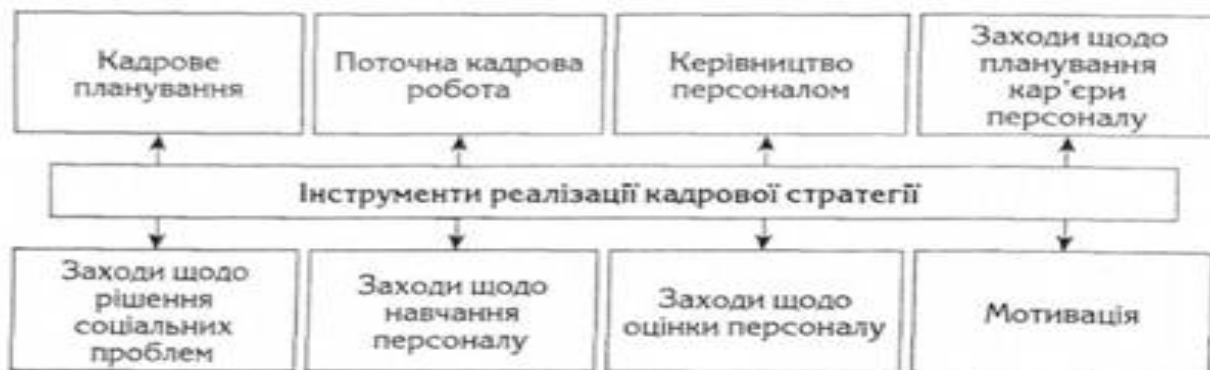 Кадрове
планування
Поточна кадрова
робота
Керівництво
персоналом
Заходи щодо
планування
кар'єри
персоналу
Інструменти реалізації кадрової стратегії
Заходи щодо
рішення
соціальних
проблем
Заходи щодо
навчання
персоналу
Заходи щодо
оцінки персоналу
Мотивація